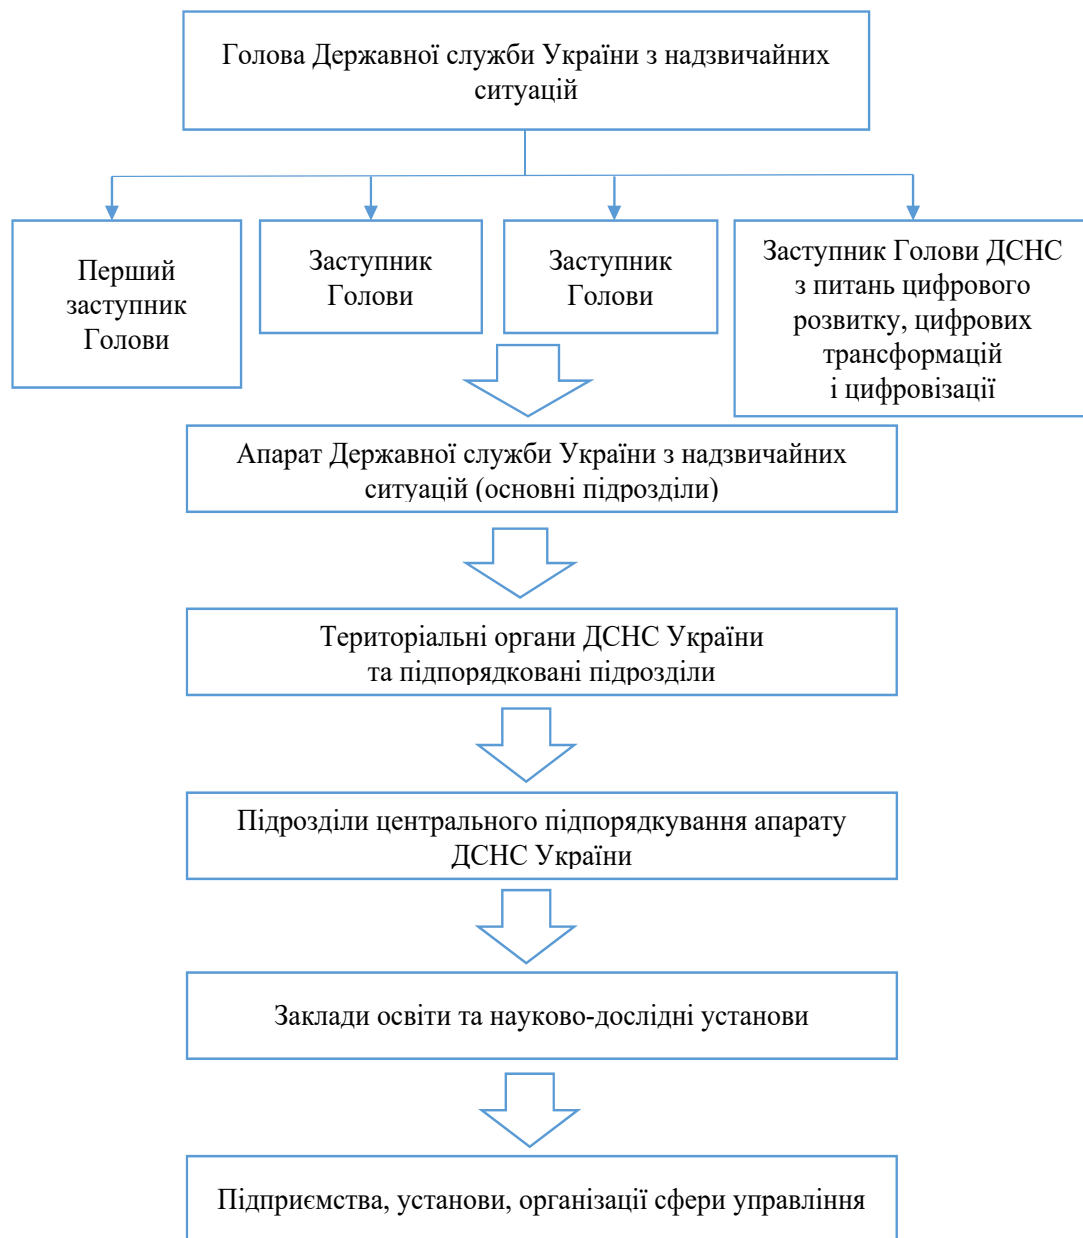 Голова Державної служби України з надзвичайних
ситуацій
Перший
заступник
Голови
Заступник
Голови
Заступник
Голови
Заступник Голови ДСНС
з питань цифрового
розвитку, цифрових
трансформацій
і цифровізації
Апарат Державної служби України з надзвичайних
ситуацій (основні підрозділи)
Територіальні органи ДСНС України
та підпорядковані підрозділи
Підрозділи центрального підпорядкування апарату
ДСНС України
Заклади освіти та науково-дослідні установи
Підприємства, установи, організації сфери управління